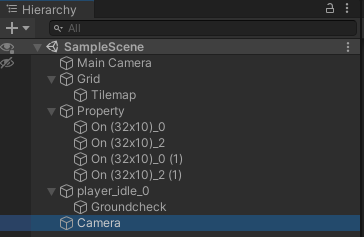 Hierarchy
All
SampleScene
Main Camera
Grid
Tilemap
Property
On (32x10)_0
On (32x10)_2
On (32x10)_0 (1)
On (32x10)_2 (1)
player_idle_0
Groundcheck
Camera